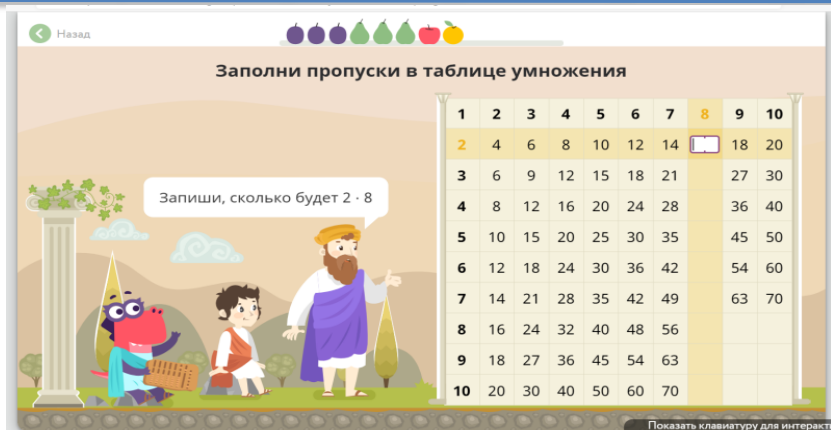 Назад
Заполни пропуски в таблице умножения
Запиши, сколько будет 2 · 8
1 2 3 4 5 6 7 8 9 10
2 4 6 8 10 12 14 18 20
3 6 9 12 15 18 21 27 30
4 8 12 16 20 24 28 36 40
5 10 15 20 25 30 35 45 50
6 12 18 24 30 36 42 54 60
7 14 21 28 35 42 49 63 70
8 16 24 32 40 48 56
9 18 27 36 45 54 63
10 20 30 40 50 60 70
Показать клавиатуру для